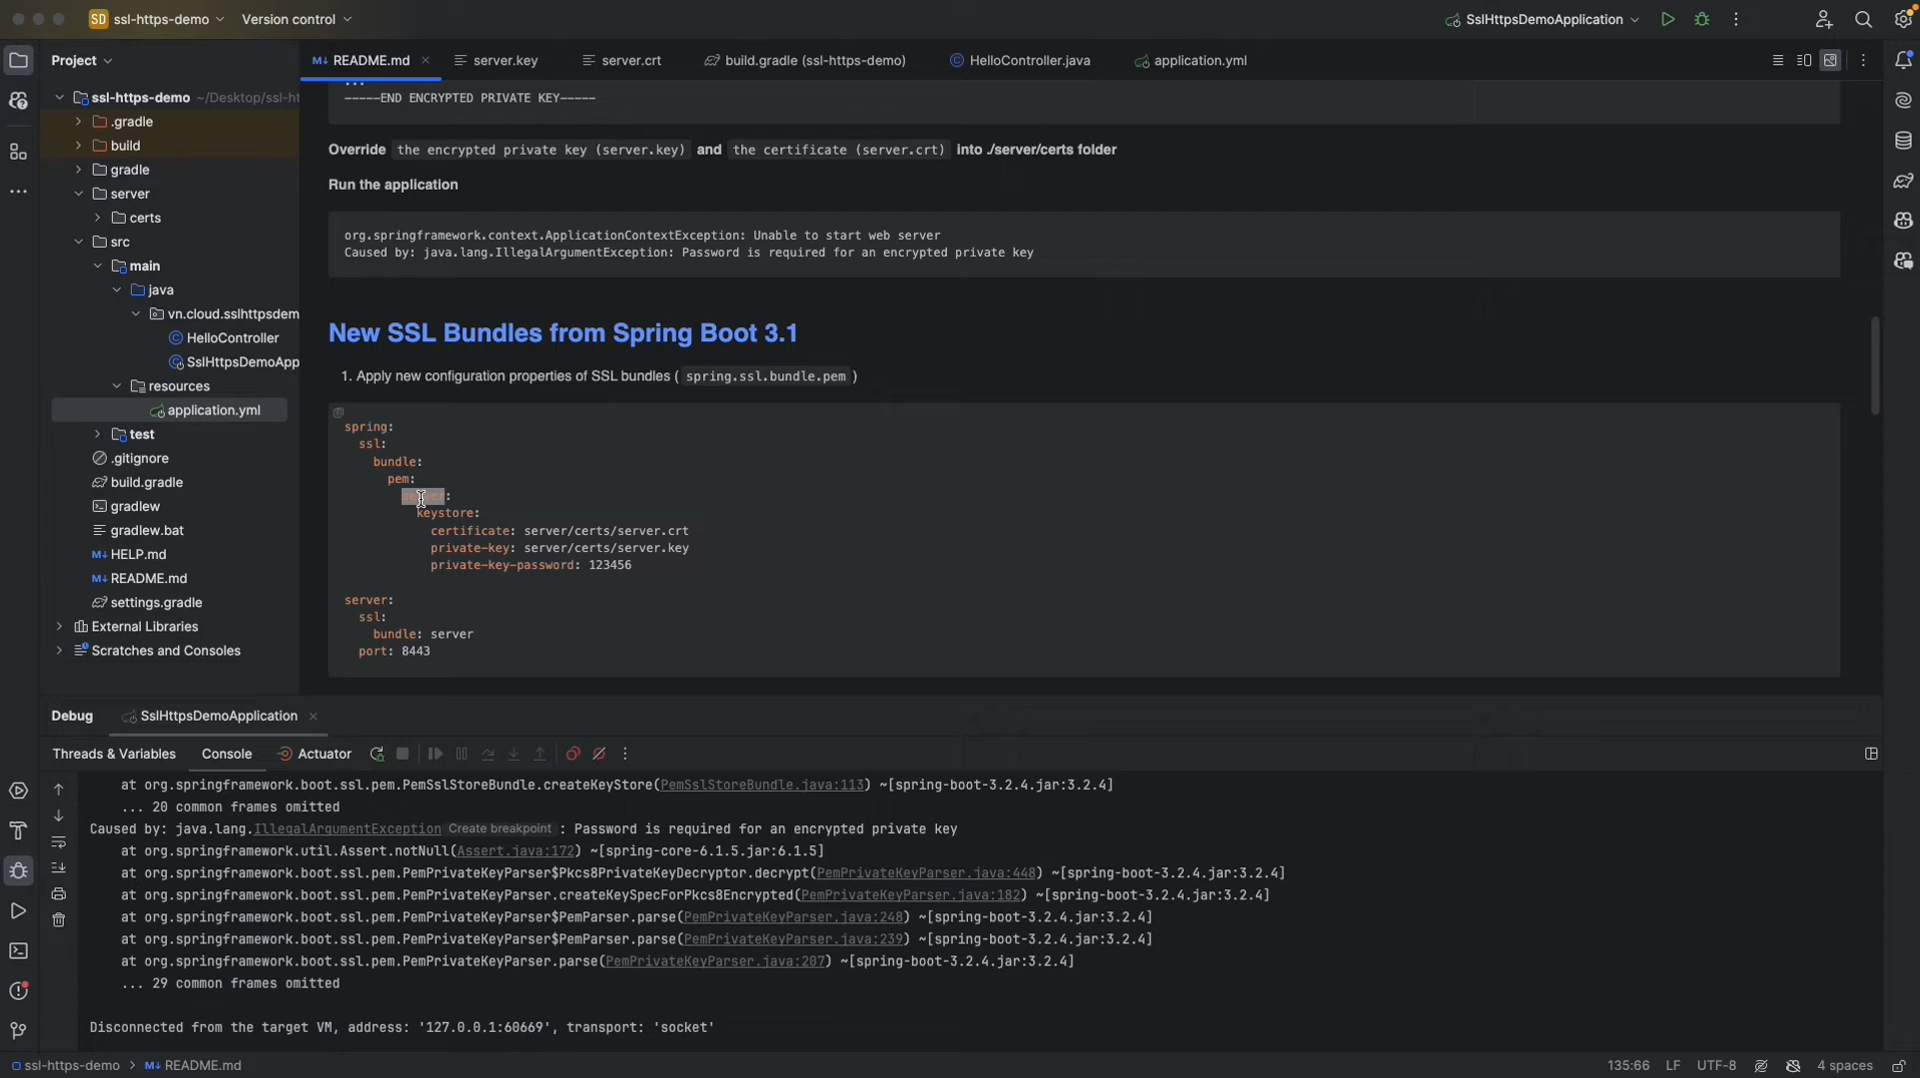 SD ssl-https-demo Version control SslHttpsDemoApplication
Project
README.md server.key server.crt build.gradle (ssl-https-demo) HelloController.java application.yml
ssl-https-demo ~/Desktop/ssl-ht
.gradle
build
gradle
server
certs
src
main
java
vn.cloud.sslhttpsdem
HelloController
SslHttpsDemoApp
resources
application.yml
test
.gitignore
build.gradle
gradlew
gradlew.bat
HELP.md
README.md
settings.gradle
External Libraries
Scratches and Consoles
...
-----END ENCRYPTED PRIVATE KEY-----
Override the encrypted private key (server.key) and the certificate (server.crt) into ./server/certs folder
Run the application
org.springframework.context.ApplicationContextException: Unable to start web server
Caused by: java.lang.IllegalArgumentException: Password is required for an encrypted private key
New SSL Bundles from Spring Boot 3.1
1. Apply new configuration properties of SSL bundles ( spring.ssl.bundle.pem )
spring:
ssl:
bundle:
pem:
server:
keystore:
certificate: server/certs/server.crt
private-key: server/certs/server.key
private-key-password: 123456
server:
ssl:
bundle: server
port: 8443
Debug SslHttpsDemoApplication
Threads & Variables Console Actuator
at org.springframework.boot.ssl.pem.PemSslStoreBundle.createKeyStore(PemSslStoreBundle.java:113) ~[spring-boot-3.2.4.jar:3.2.4]
... 20 common frames omitted
Caused by: java.lang.IllegalArgumentException Create breakpoint : Password is required for an encrypted private key
at org.springframework.util.Assert.notNull(Assert.java:172) ~[spring-core-6.1.5.jar:6.1.5]
at org.springframework.boot.ssl.pem.PemPrivateKeyParser$Pkcs8PrivateKeyDecryptor.decrypt(PemPrivateKeyParser.java:448) ~[spring-boot-3.2.4.jar:3.2.4]
at org.springframework.boot.ssl.pem.PemPrivateKeyParser.createKeySpecForPkcs8Encrypted(PemPrivateKeyParser.java:182) ~[spring-boot-3.2.4.jar:3.2.4]
at org.springframework.boot.ssl.pem.PemPrivateKeyParser$PemParser.parse(PemPrivateKeyParser.java:248) ~[spring-boot-3.2.4.jar:3.2.4]
at org.springframework.boot.ssl.pem.PemPrivateKeyParser$PemParser.parse(PemPrivateKeyParser.java:239) ~[spring-boot-3.2.4.jar:3.2.4]
at org.springframework.boot.ssl.pem.PemPrivateKeyParser.parse(PemPrivateKeyParser.java:207) ~[spring-boot-3.2.4.jar:3.2.4]
... 29 common frames omitted
Disconnected from the target VM, address: '127.0.0.1:60669', transport: 'socket'
ssl-https-demo README.md 135:66 LF UTF-8 4 spaces